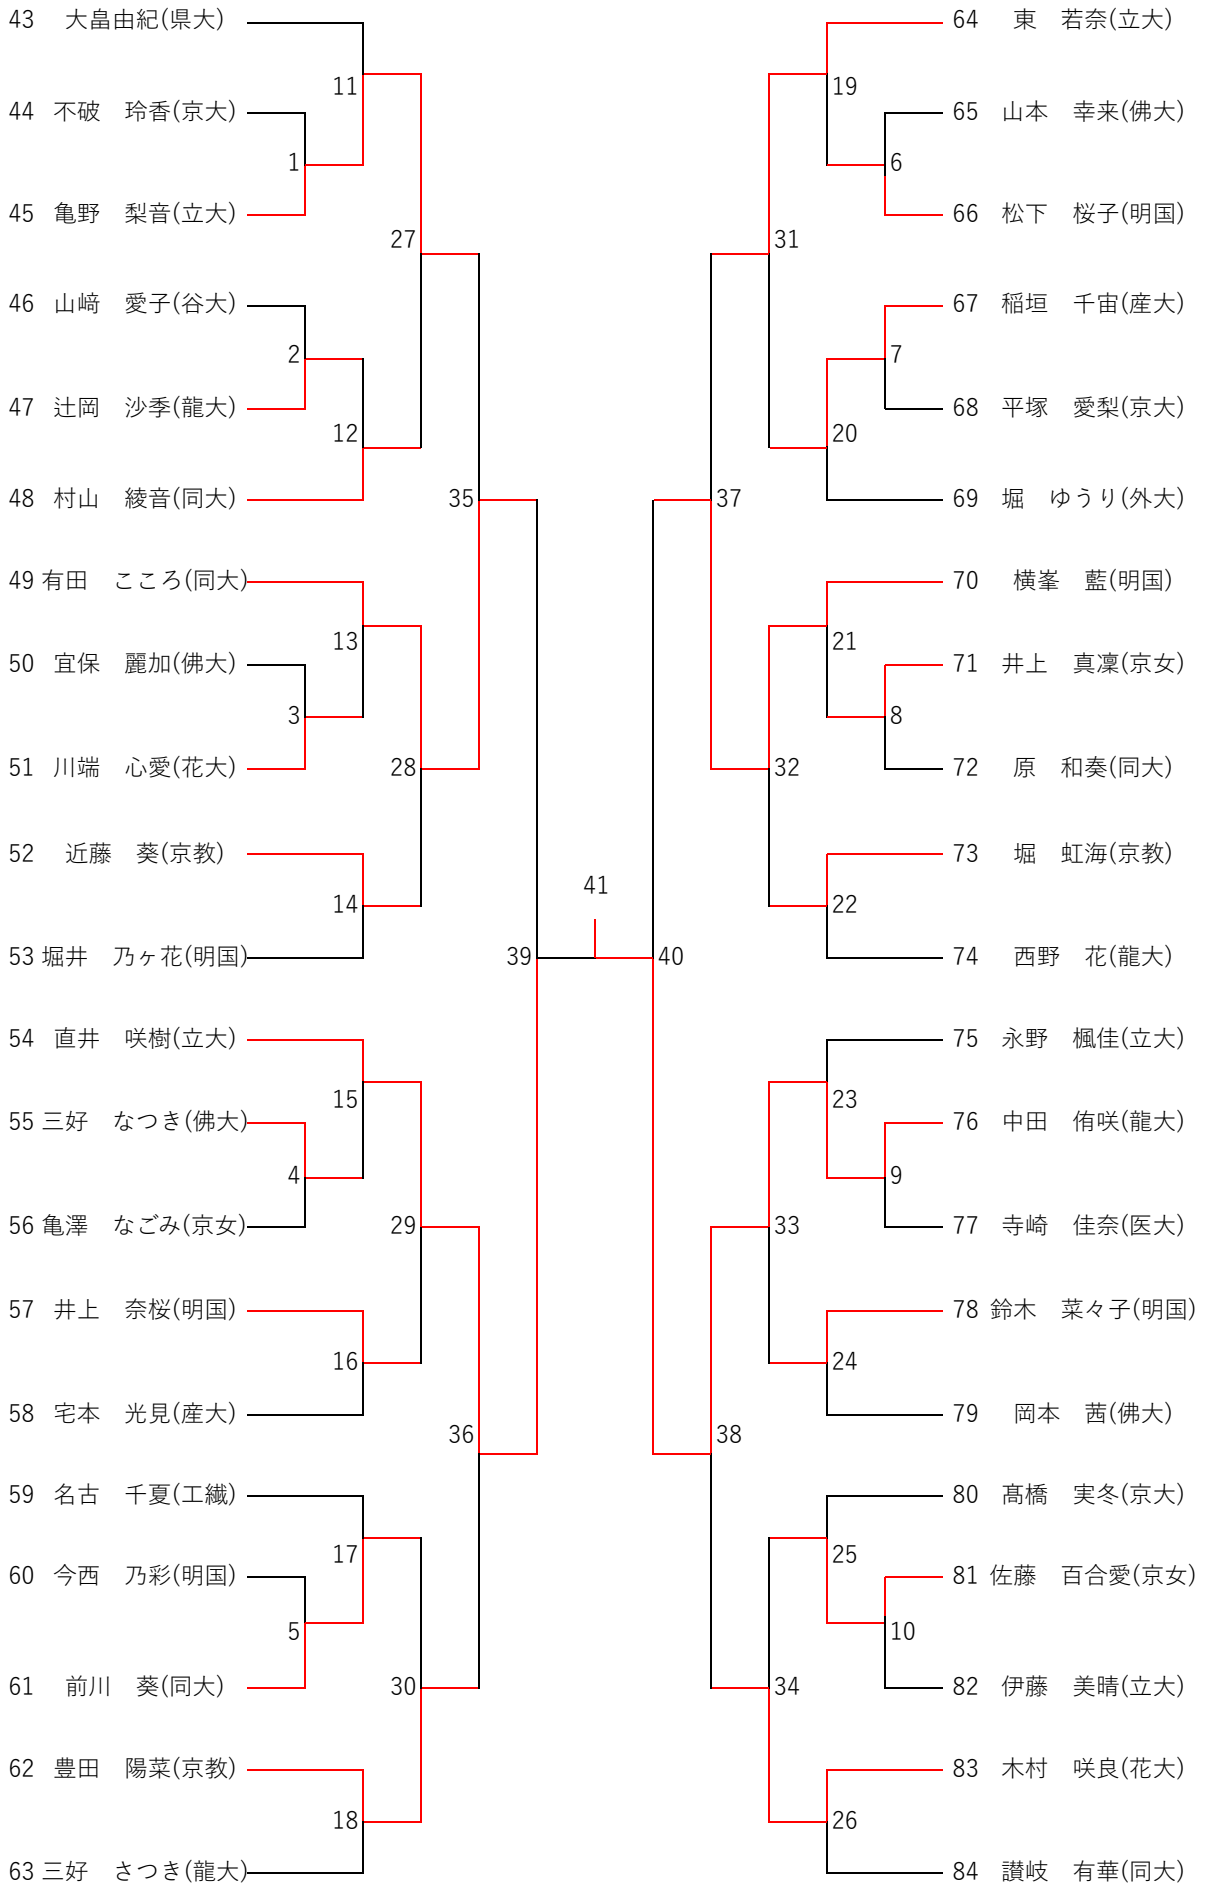 43 大畠由紀(県大)
11
44 不破 玲香(京大)
1
45 亀野 梨音(立大)
27
46 山﨑 愛子(谷大)
2
47 辻岡 沙季(龍大)
12
48 村山 綾音(同大)
35
49 有田 こころ(同大)
13
50 宜保 麗加(佛大)
3
51 川端 心愛(花大)
28
52 近藤 葵(京教)
14
53 堀井 乃ヶ花(明国)
39
54 直井 咲樹(立大)
15
55 三好 なつき(佛大)
4
56 亀澤 なごみ(京女)
29
57 井上 奈桜(明国)
16
58 宅本 光見(産大)
36
59 名古 千夏(工繊)
17
60 今西 乃彩(明国)
5
61 前川 葵(同大)
30
62 豊田 陽菜(京教)
18
63 三好 さつき(龍大)
41
64 東 若奈(立大)
19
65 山本 幸来(佛大)
6
66 松下 桜子(明国)
31
67 稲垣 千宙(産大)
7
68 平塚 愛梨(京大)
20
69 堀 ゆうり(外大)
37
70 横峯 藍(明国)
21
71 井上 真凜(京女)
8
72 原 和奏(同大)
32
73 堀 虹海(京教)
22
74 西野 花(龍大)
40
75 永野 楓佳(立大)
23
76 中田 侑咲(龍大)
9
77 寺崎 佳奈(医大)
33
78 鈴木 菜々子(明国)
24
79 岡本 茜(佛大)
38
80 髙橋 実冬(京大)
25
81 佐藤 百合愛(京女)
10
82 伊藤 美晴(立大)
34
83 木村 咲良(花大)
26
84 讃岐 有華(同大)